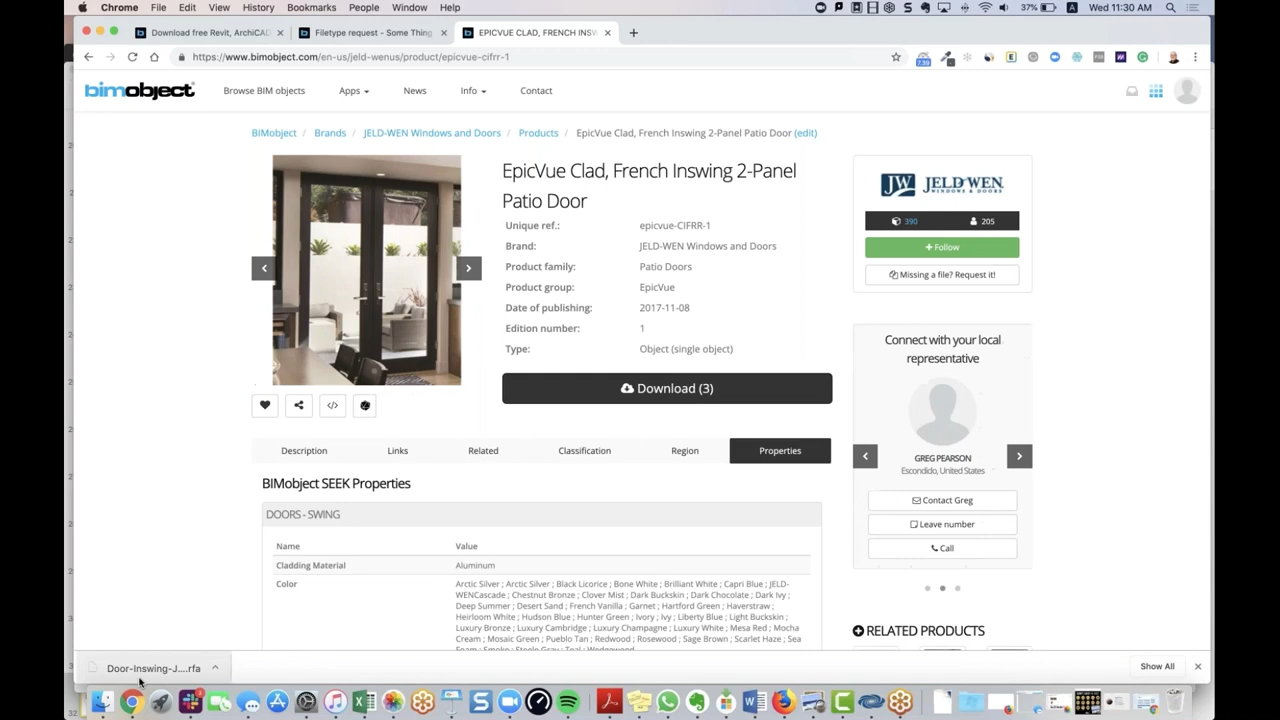 Chrome File Edit View History Bookmarks People Window Help 37% Wed 11:30 AM
Download free Revit, ArchiCAD Filetype request - Some Thing EPICVUE CLAD, FRENCH INSW
https://www.bimobject.com/en-us/jeld-wenus/product/epicvue-cifrr-1
bimobject Browse BIM objects Apps News Info Contact
BIMobject / Brands / JELD-WEN Windows and Doors / Products / EpicVue Clad, French Inswing 2-Panel Patio Door (edit)
EpicVue Clad, French Inswing 2-Panel
Patio Door
Unique ref.: epicvue-CIFRR-1
Brand: JELD-WEN Windows and Doors
Product family: Patio Doors
Product group: EpicVue
Date of publishing: 2017-11-08
Edition number: 1
Type: Object (single object)
Download (3)
JW JELD-WEN
WINDOWS & DOORS
390 205
+ Follow
Missing a file? Request it!
Connect with your local
representative
GREG PEARSON
Escondido, United States
Contact Greg
Leave number
Call
RELATED PRODUCTS
Description Links Related Classification Region Properties
BIMobject SEEK Properties
DOORS - SWING
Name Value
Cladding Material Aluminum
Color Arctic Silver ; Arctic Silver ; Black Licorice ; Bone White ; Brilliant White ; Capri Blue ; JELD-
WENCascade ; Chestnut Bronze ; Clover Mist ; Dark Buckskin ; Dark Chocolate ; Dark Ivy ;
Deep Summer ; Desert Sand ; French Vanilla ; Garnet ; Hartford Green ; Haverstraw ;
Heirloom White ; Hudson Blue ; Hunter Green ; Ivory ; Ivy ; Liberty Blue ; Light Buckskin ;
Luxury Bronze ; Luxury Cambridge ; Luxury Champagne ; Luxury White ; Mesa Red ; Mocha
Cream ; Mosaic Green ; Pueblo Tan ; Redwood ; Rosewood ; Sage Brown ; Scarlet Haze ; Sea
Foam ; Smoke ; Steele Gray ; Teal ; Wedgewood
Door-Inswing-J....rfa Show All